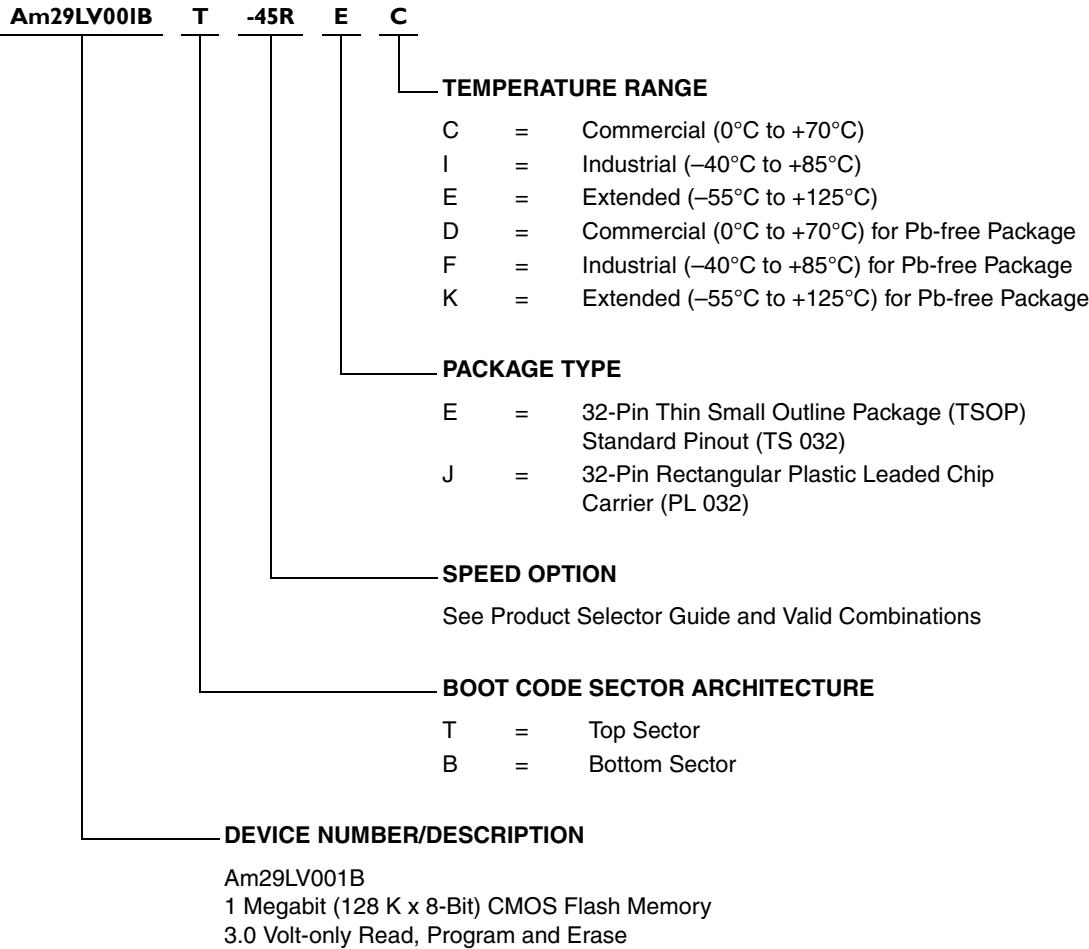 Am29LV001B T -45R E C
TEMPERATURE RANGE
C = Commercial (0°C to +70°C)
I = Industrial (–40°C to +85°C)
E = Extended (–55°C to +125°C)
D = Commercial (0°C to +70°C) for Pb-free Package
F = Industrial (–40°C to +85°C) for Pb-free Package
K = Extended (–55°C to +125°C) for Pb-free Package
PACKAGE TYPE
E = 32-Pin Thin Small Outline Package (TSOP)
Standard Pinout (TS 032)
J = 32-Pin Rectangular Plastic Leaded Chip
Carrier (PL 032)
SPEED OPTION
See Product Selector Guide and Valid Combinations
BOOT CODE SECTOR ARCHITECTURE
T = Top Sector
B = Bottom Sector
DEVICE NUMBER/DESCRIPTION
Am29LV001B
1 Megabit (128 K x 8-Bit) CMOS Flash Memory
3.0 Volt-only Read, Program and Erase